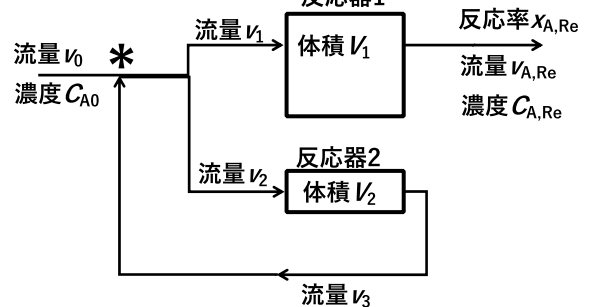 反応器1
流量 v1
体積 V1
反応率 xA,Re
流量 vA,Re
濃度 CA,Re
流量 v0
*
濃度 CA0
反応器2
流量 v2
体積 V2
流量 v3